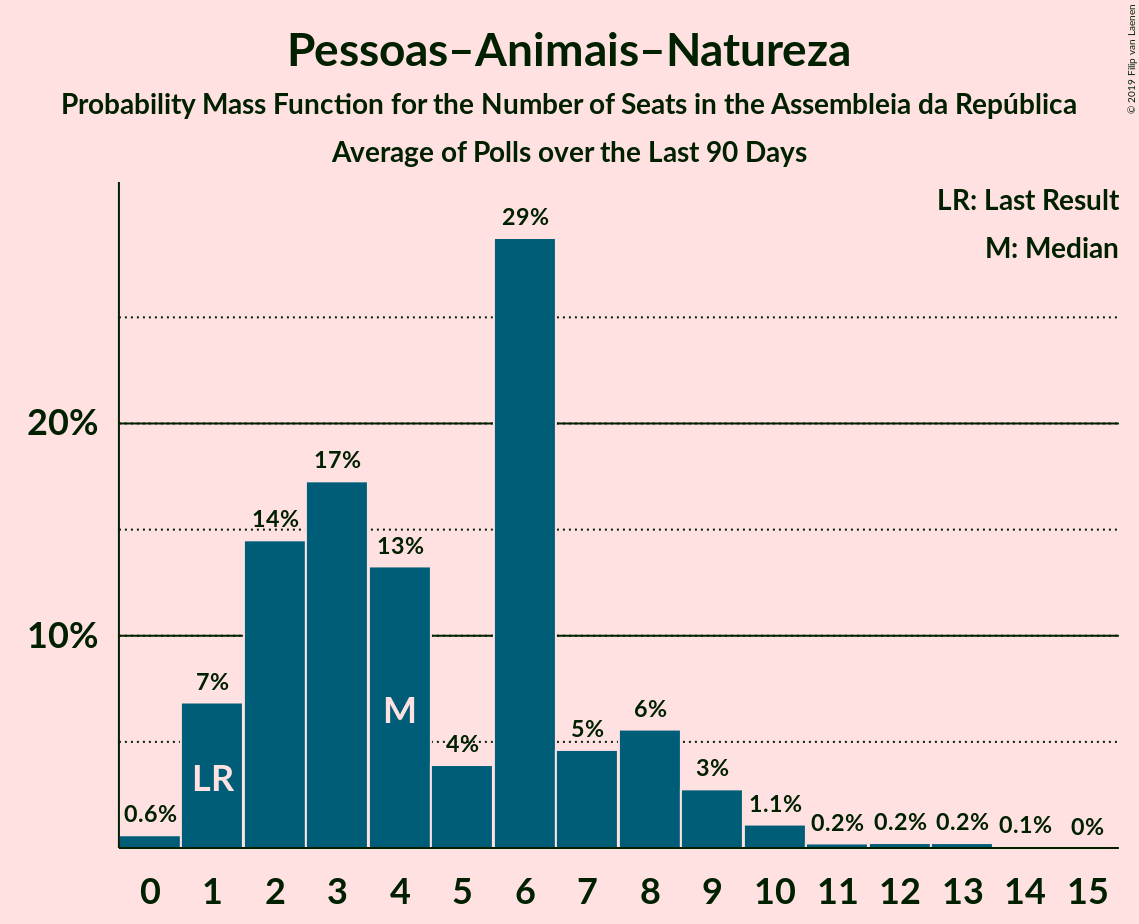 Pessoas–Animais–Natureza
Probability Mass Function for the Number of Seats in the Assembleia da República
Average of Polls over the Last 90 Days
© 2019 Filip van Laenen
LR: Last Result
M: Median
29%
20%
17%
14%
13%
10%
7%
M
6%
5%
4%
3%
LR
1.1%
0.6%
0.2%
0.2%
0.2%
0.1%
0%
0 1 2 3 4 5 6 7 8 9 10 11 12 13 14 15